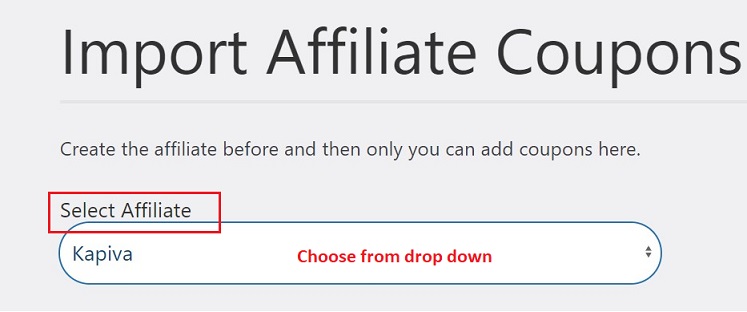 Import Affiliate Coupons
Create the affiliate before and then only you can add coupons here.
Select Affiliate
Kapiva Choose from drop down